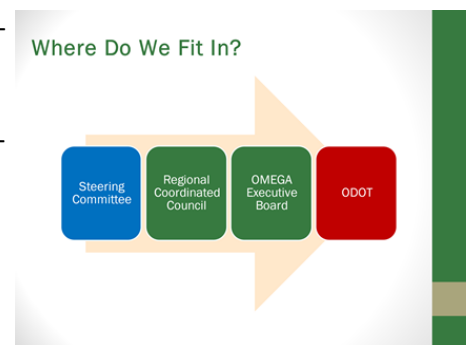 Where Do We Fit In?
Steering
Committee
Regional
Coordinated
Council
OMEGA
Executive
Board
ODOT